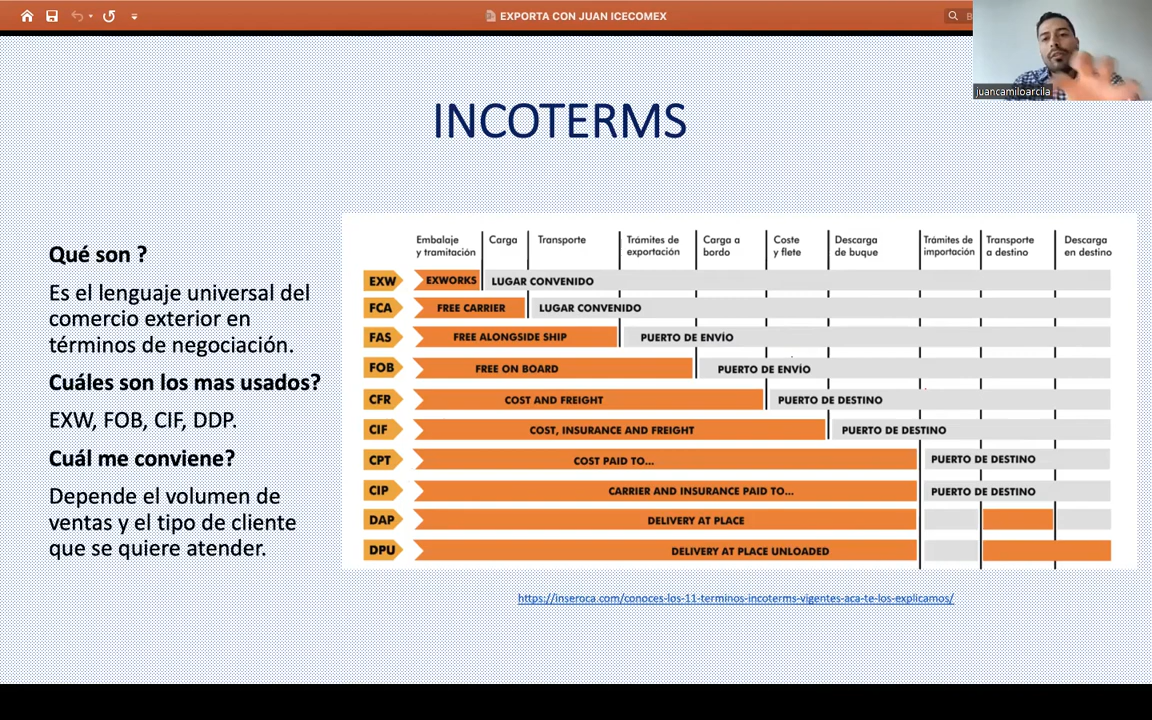 EXPORTA CON JUAN ICECOMEX
juancamiloarcila
INCOTERMS
Qué son ?
Es el lenguaje universal del
comercio exterior en
términos de negociación.
Cuáles son los mas usados?
EXW, FOB, CIF, DDP.
Cuál me conviene?
Depende el volumen de
ventas y el tipo de cliente
que se quiere atender.
Embalaje
y tramitación
Carga
Transporte
Trámites de
exportación
Carga a
bordo
Coste
y flete
Descarga
de buque
Trámites de
importación
Transporte
a destino
Descarga
en destino
EXW EXWORKS LUGAR CONVENIDO
FCA FREE CARRIER LUGAR CONVENIDO
FAS FREE ALONGSIDE SHIP PUERTO DE ENVÍO
FOB FREE ON BOARD PUERTO DE ENVÍO
CFR COST AND FREIGHT PUERTO DE DESTINO
CIF COST, INSURANCE AND FREIGHT PUERTO DE DESTINO
CPT COST PAID TO... PUERTO DE DESTINO
CIP CARRIER AND INSURANCE PAID TO... PUERTO DE DESTINO
DAP DELIVERY AT PLACE
DPU DELIVERY AT PLACE UNLOADED
https://inseroca.com/conoces-los-11-terminos-incoterms-vigentes-aca-te-los-explicamos/